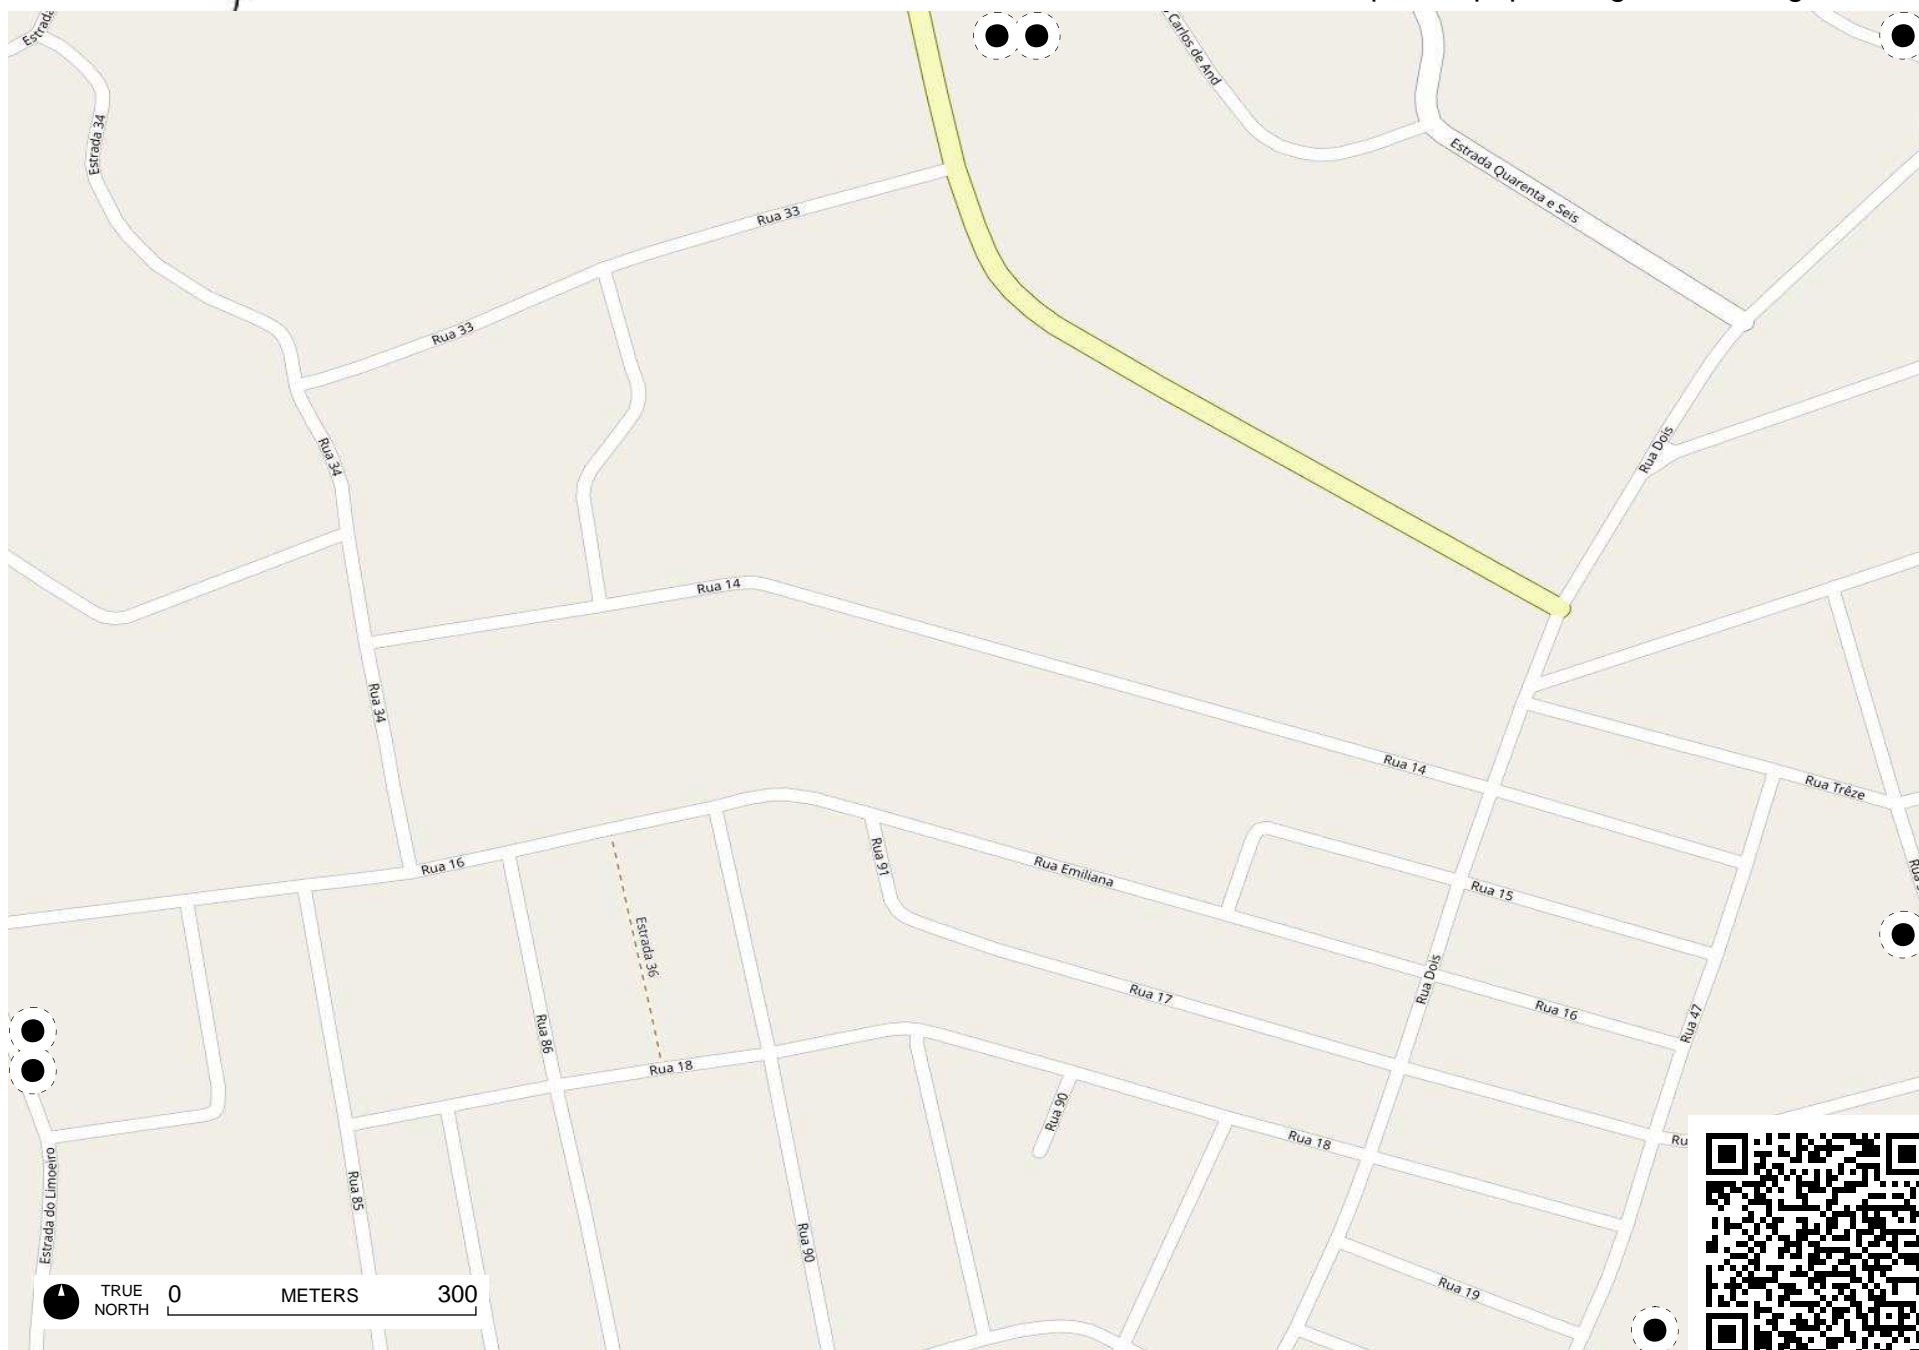 Estrada
Carlos de And
Estrada 34
Estrada Quarenta e Seis
Rua 33
Rua 33
Rua 34
Rua Dois
Rua 14
Rua 34
Rua 14
Rua Trêze
Rua 16
Rua 91
Rua Emiliana
Rua 15
Estrada 36
Rua Dois
Rua 17
Rua 16
Rua 47
Rua 86
Rua 18
Rua 90
Rua 18
Ru
Estrada do Limoeiro
Rua 85
Rua 90
Rua 19
TRUE NORTH
0 METERS 300